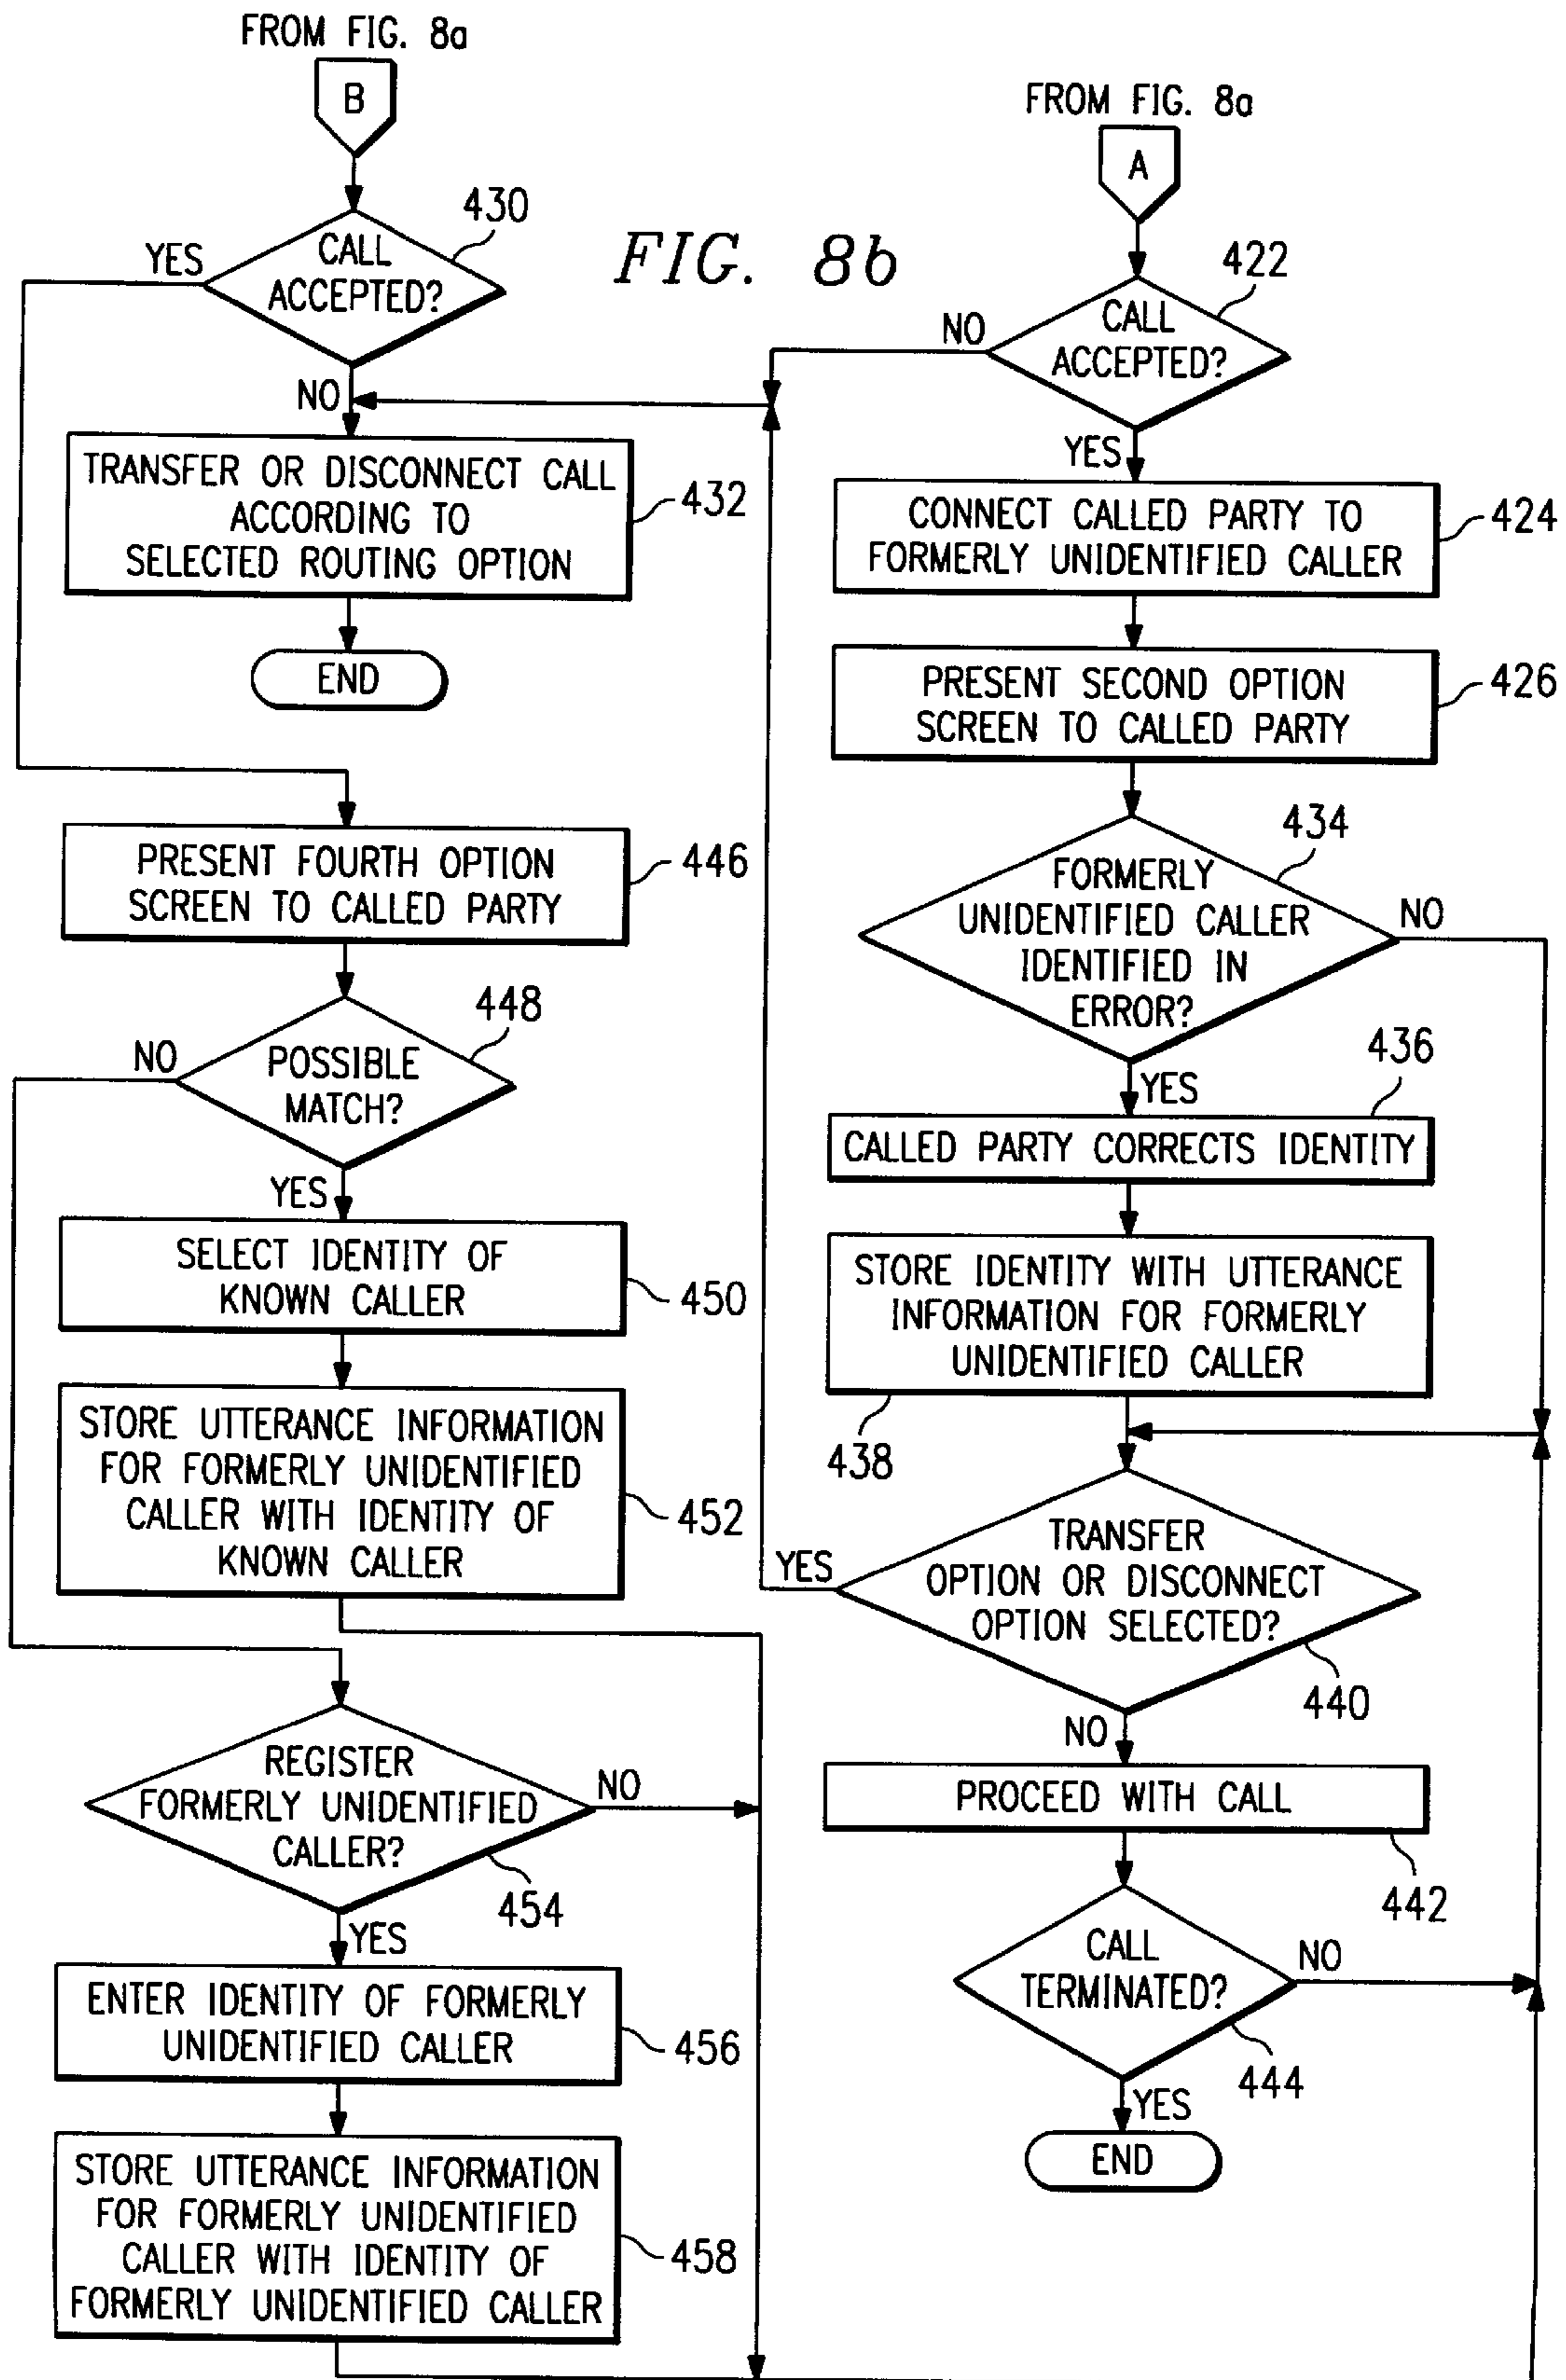 FROM FIG. 8a
B
430
YES
CALL
ACCEPTED?
NO
TRANSFER OR DISCONNECT CALL
ACCORDING TO
SELECTED ROUTING OPTION
432
END
PRESENT FOURTH OPTION
SCREEN TO CALLED PARTY
446
448
NO
POSSIBLE
MATCH?
YES
SELECT IDENTITY OF
KNOWN CALLER
450
STORE UTTERANCE INFORMATION
FOR FORMERLY UNIDENTIFIED
CALLER WITH IDENTITY OF
KNOWN CALLER
452
REGISTER
FORMERLY UNIDENTIFIED
CALLER?
NO
454
YES
ENTER IDENTITY OF FORMERLY
UNIDENTIFIED CALLER
456
STORE UTTERANCE INFORMATION
FOR FORMERLY UNIDENTIFIED
CALLER WITH IDENTITY OF
FORMERLY UNIDENTIFIED CALLER
458
FIG. 8b
FROM FIG. 8a
A
422
NO
CALL
ACCEPTED?
YES
CONNECT CALLED PARTY TO
FORMERLY UNIDENTIFIED CALLER
424
PRESENT SECOND OPTION
SCREEN TO CALLED PARTY
426
434
FORMERLY
UNIDENTIFIED CALLER
IDENTIFIED IN
ERROR?
NO
YES
436
CALLED PARTY CORRECTS IDENTITY
STORE IDENTITY WITH UTTERANCE
INFORMATION FOR FORMERLY
UNIDENTIFIED CALLER
438
YES
TRANSFER
OPTION OR DISCONNECT
OPTION SELECTED?
440
NO
PROCEED WITH CALL
442
CALL
TERMINATED?
NO
444
YES
END